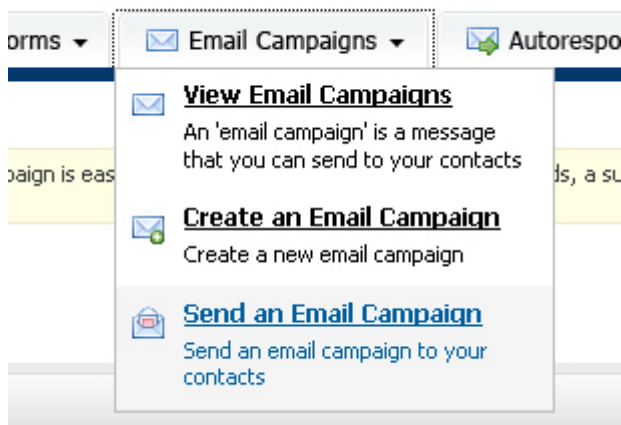 orms Email Campaigns Autorespo
View Email Campaigns
An 'email campaign' is a message
that you can send to your contacts
paign is eas ds, a su
Create an Email Campaign
Create a new email campaign
Send an Email Campaign
Send an email campaign to your
contacts